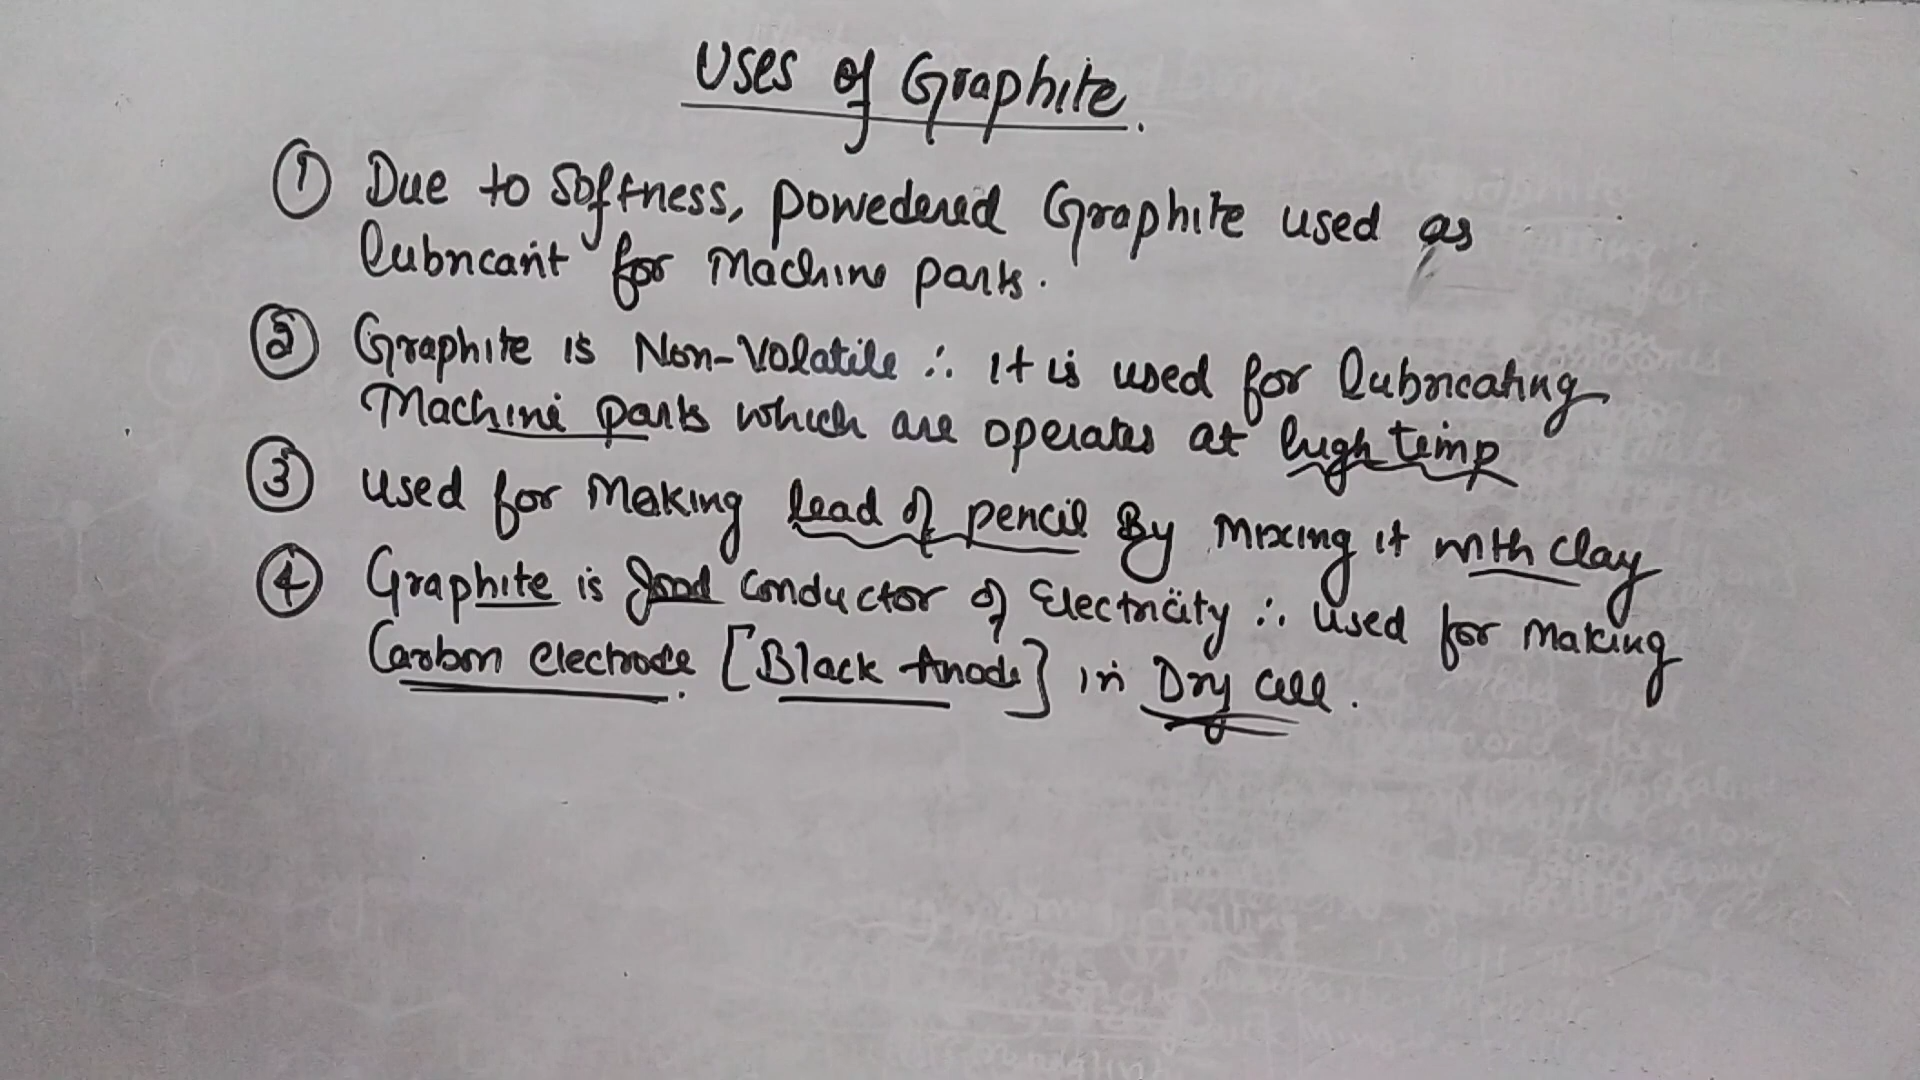 Uses of Graphite.
① Due to Softness, powedered Graphite used as
lubricant for Machine parts.
② Graphite is Non-Volatile ∴ it is used for lubricating
Machine parts which are operates at high temp
③ used for Making lead of pencil By Mixing it with clay
④ Graphite is good conductor of Electricity ∴ used for Making
Carbon electrode [Black Anode] in Dry cell.